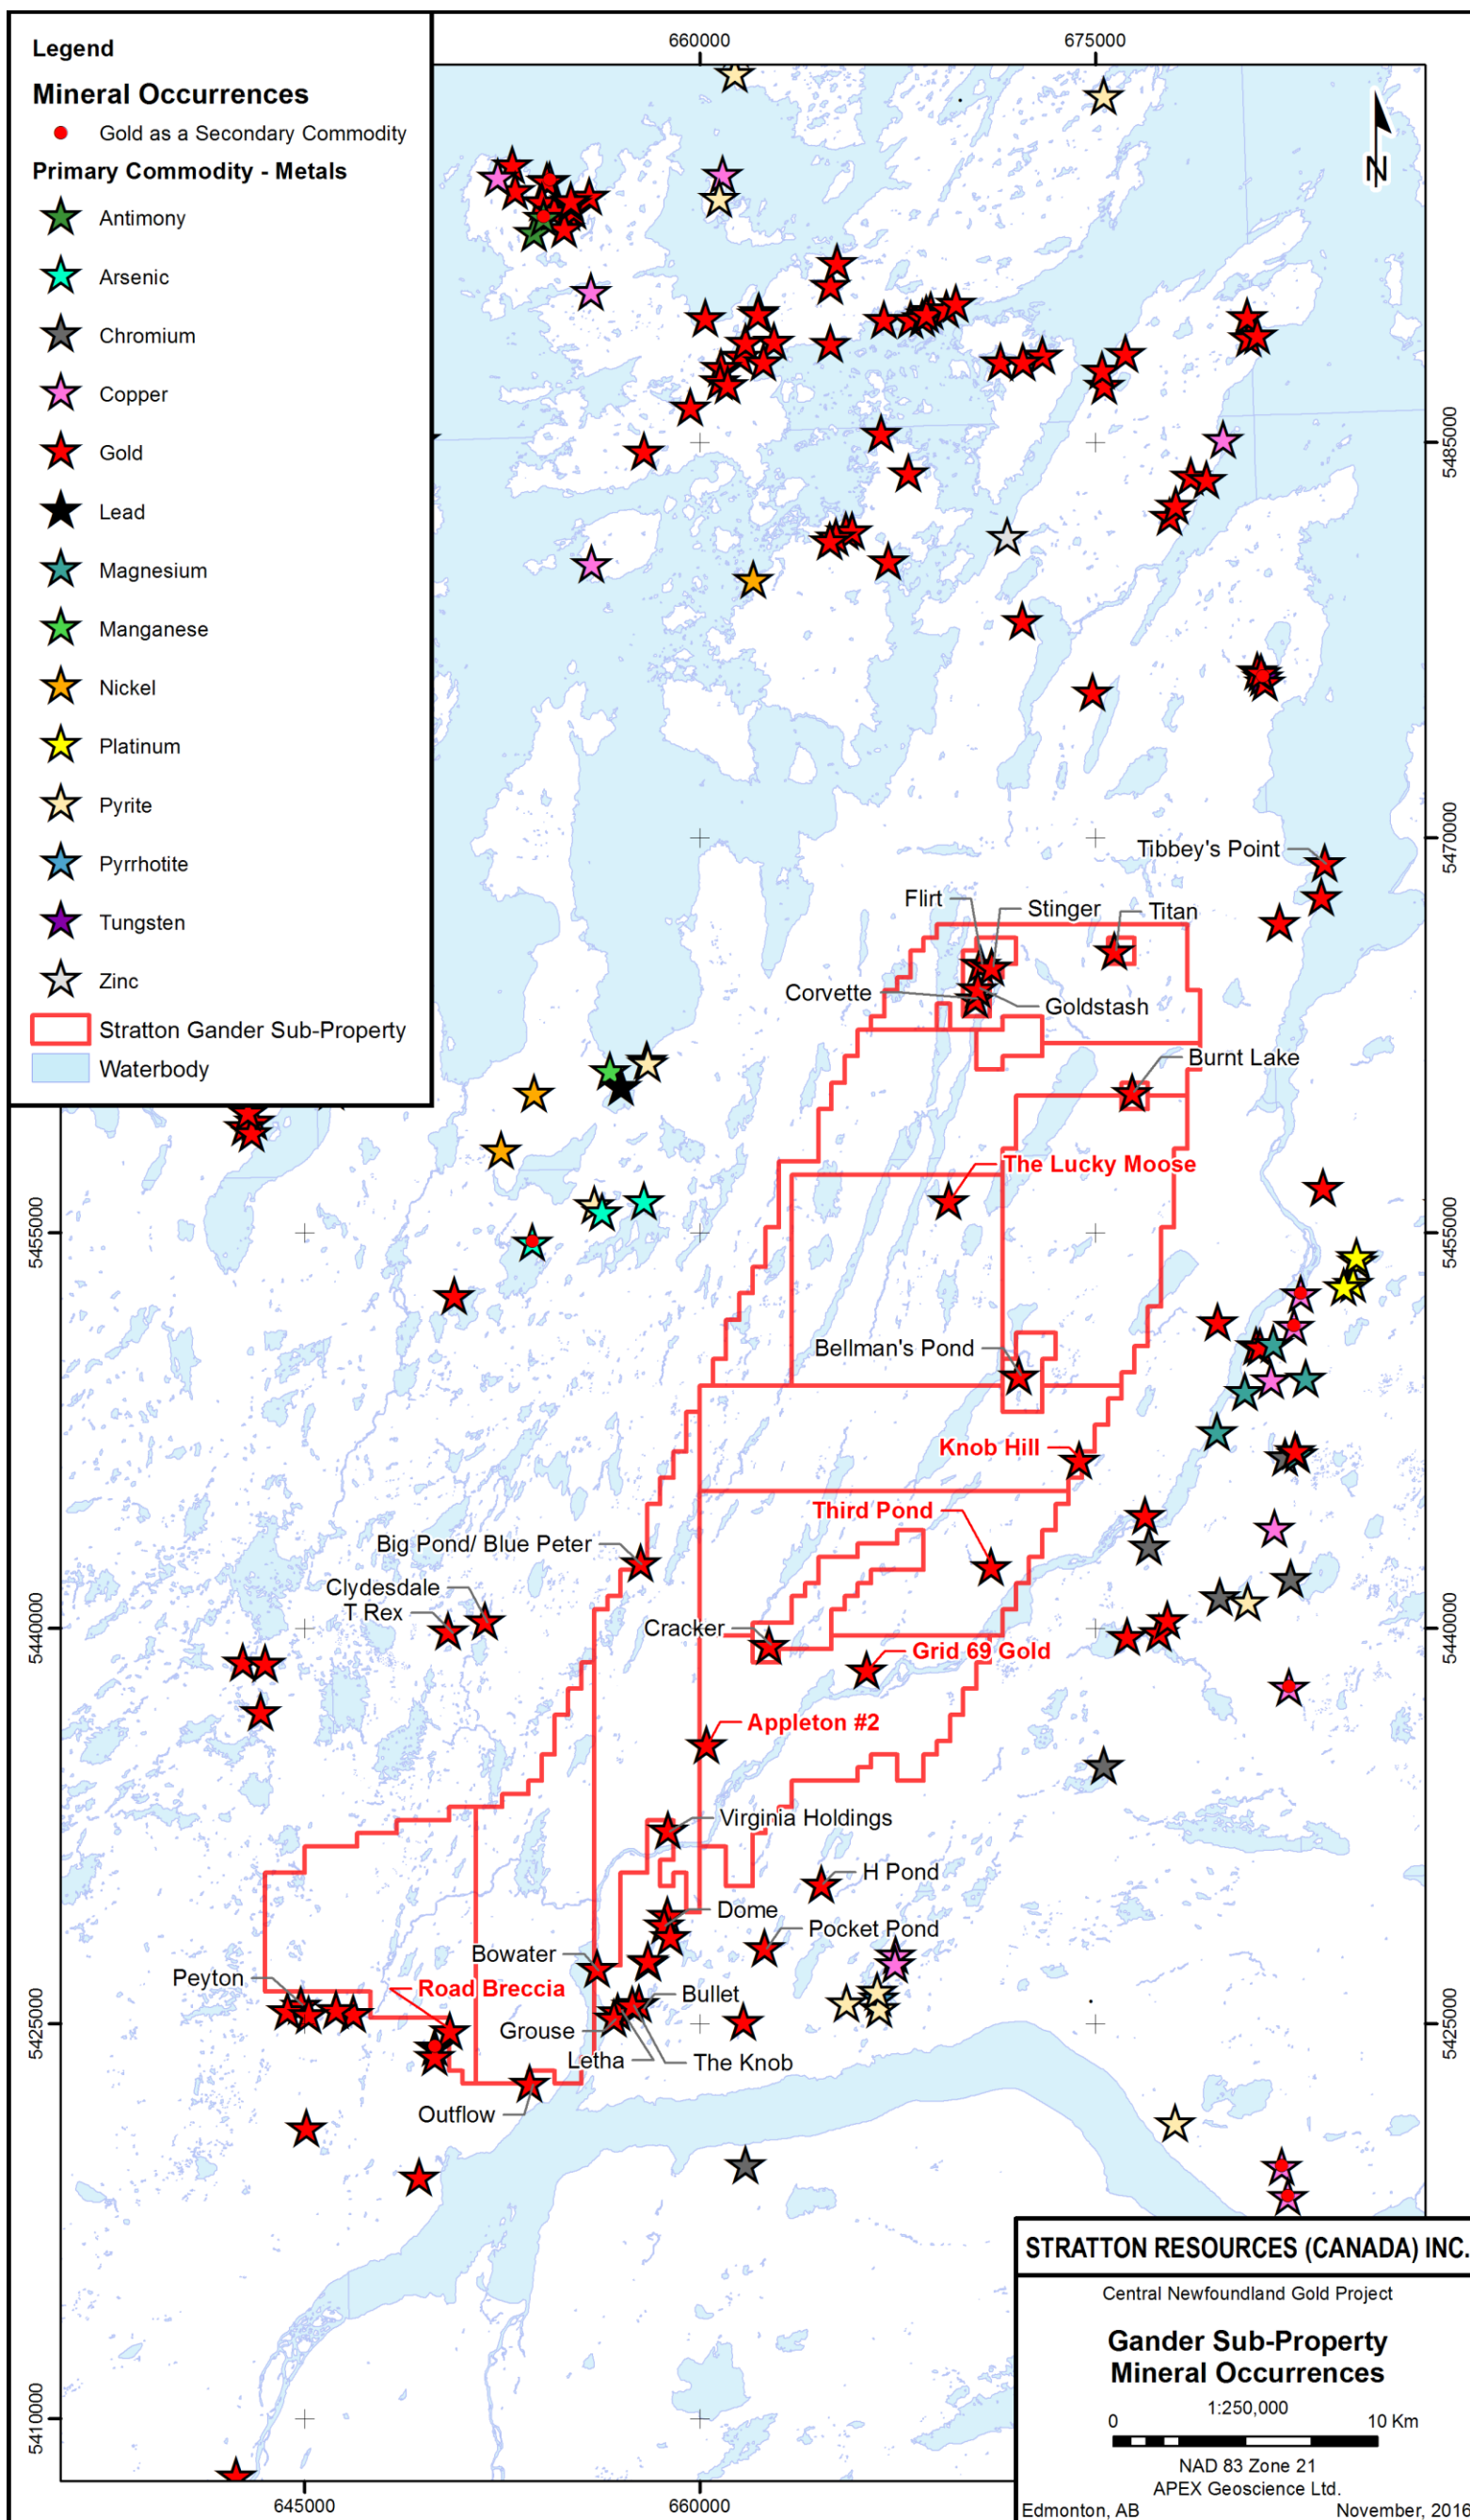 Legend
Mineral Occurrences
Gold as a Secondary Commodity
Primary Commodity - Metals
Antimony
Arsenic
Chromium
Copper
Gold
Lead
Magnesium
Manganese
Nickel
Platinum
Pyrite
Pyrrhotite
Tungsten
Zinc
Stratton Gander Sub-Property
Waterbody
660000
675000
N
5485000
5470000
Tibbey's Point
Flirt
Stinger
Titan
Corvette
Goldstash
Burnt Lake
The Lucky Moose
5455000
5455000
Bellman's Pond
Knob Hill
Third Pond
Big Pond/ Blue Peter
Clydesdale
T Rex
Cracker
5440000
5440000
Grid 69 Gold
Appleton #2
Virginia Holdings
H Pond
Dome
Pocket Pond
Bowater
Peyton
Road Breccia
Bullet
5425000
5425000
Grouse
Letha
The Knob
Outflow
5410000
645000
660000
STRATTON RESOURCES (CANADA) INC.
Central Newfoundland Gold Project
Gander Sub-Property
Mineral Occurrences
1:250,000
0
10 Km
NAD 83 Zone 21
APEX Geoscience Ltd.
Edmonton, AB
November, 2016